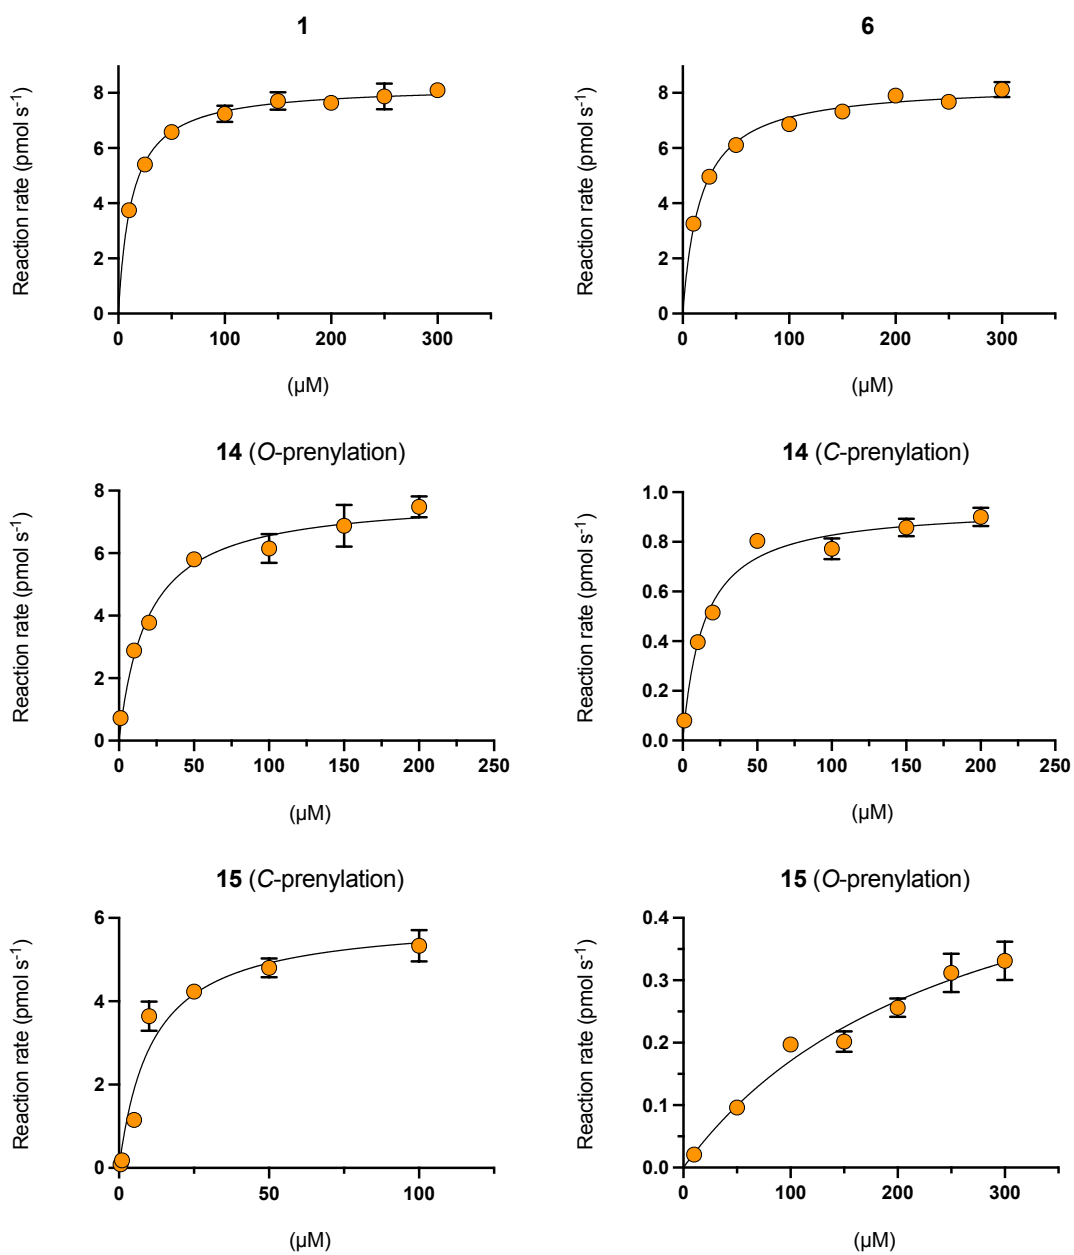 1
Reaction rate (pmol s⁻¹)
8
6
4
2
0
0 100 200 300
(µM)
6
Reaction rate (pmol s⁻¹)
8
6
4
2
0
0 100 200 300
(µM)
14 (O-prenylation)
Reaction rate (pmol s⁻¹)
8
6
4
2
0
0 50 100 150 200 250
(µM)
14 (C-prenylation)
Reaction rate (pmol s⁻¹)
1.0
0.8
0.6
0.4
0.2
0.0
0 50 100 150 200 250
(µM)
15 (C-prenylation)
Reaction rate (pmol s⁻¹)
6
4
2
0
0 50 100
(µM)
15 (O-prenylation)
Reaction rate (pmol s⁻¹)
0.4
0.3
0.2
0.1
0.0
0 100 200 300
(µM)